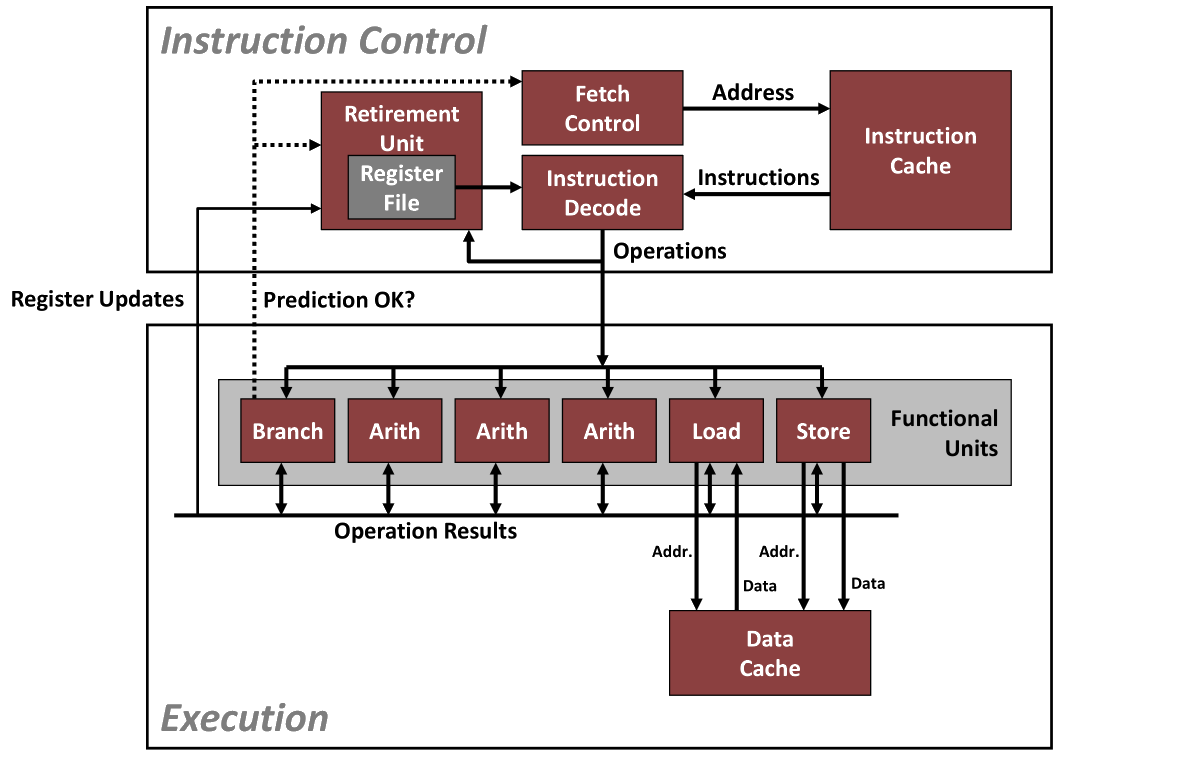 Instruction Control
Retirement
Unit
Register
File
Fetch
Control
Address
Instruction
Cache
Instruction
Decode
Instructions
Operations
Register Updates
Prediction OK?
Branch
Arith
Arith
Arith
Load
Store
Functional
Units
Operation Results
Addr.
Data
Addr.
Data
Data
Cache
Execution